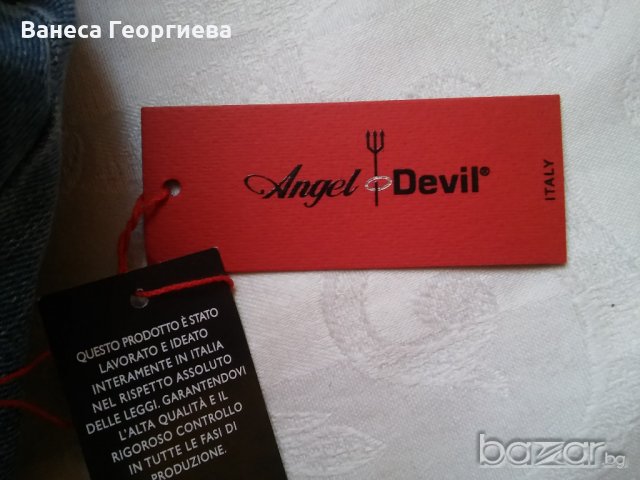 Ванеса Георгиева
Angel Devil®
ITALY
QUESTO PRODOTTO È STATO
LAVORATO E IDEATO
INTERAMENTE IN ITALIA
NEL RISPETTO ASSOLUTO
DELLE LEGGI. GARANTENDOVI
L'ALTA QUALITÀ E IL
RIGOROSO CONTROLLO
IN TUTTE LE FASI DI
PRODUZIONE.
bazar.bg